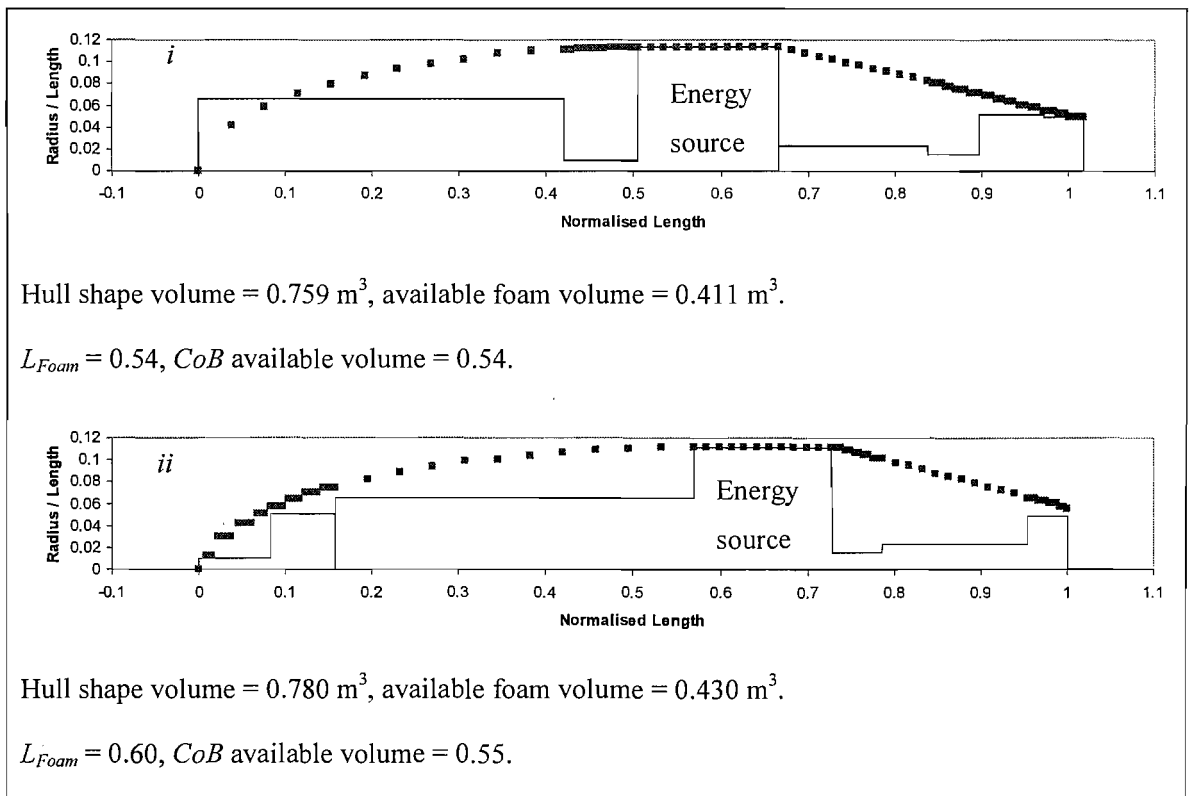 i
Radius / Length
0.12
0.1
0.08
0.06
0.04
0.02
0
Energy
source
-0.1 0 0.1 0.2 0.3 0.4 0.5 0.6 0.7 0.8 0.9 1 1.1
Normalised Length
Hull shape volume = 0.759 m³, available foam volume = 0.411 m³.
L_Foam = 0.54, CoB available volume = 0.54.
ii
Radius / Length
0.12
0.1
0.08
0.06
0.04
0.02
0
Energy
source
-0.1 0 0.1 0.2 0.3 0.4 0.5 0.6 0.7 0.8 0.9 1 1.1
Normalised Length
Hull shape volume = 0.780 m³, available foam volume = 0.430 m³.
L_Foam = 0.60, CoB available volume = 0.55.